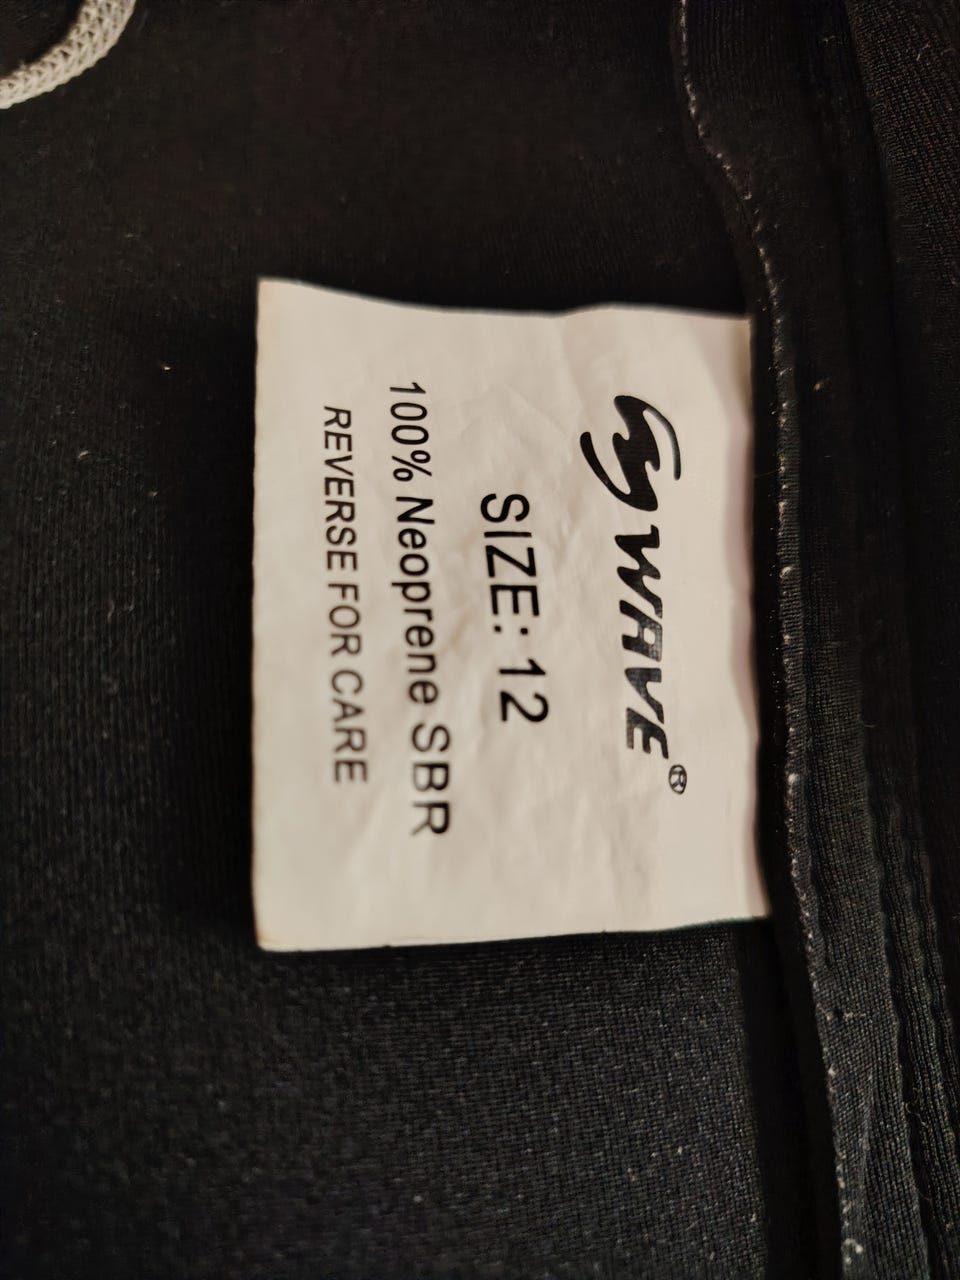 WAVE®
SIZE: 12
100% Neoprene SBR
REVERSE FOR CARE